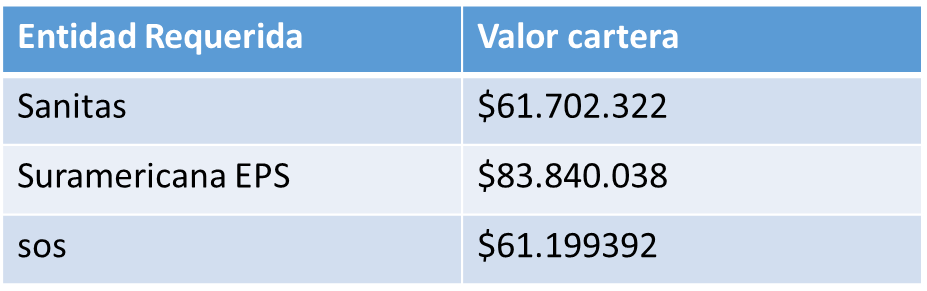 Entidad Requerida Valor cartera
Sanitas $61.702.322
Suramericana EPS $83.840.038
sos $61.199392